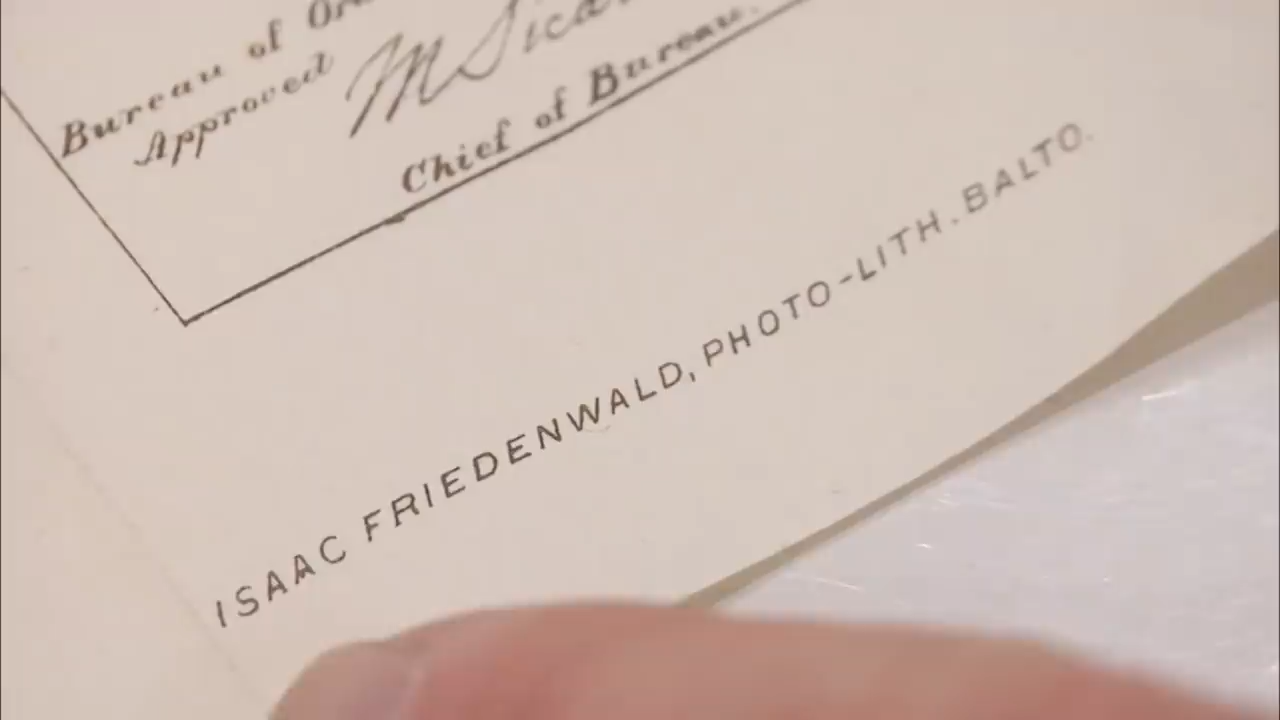 Bureau of
Approved
Chief of Bureau.
ISAAC FRIEDENWALD, PHOTO-LITH. BALTO.